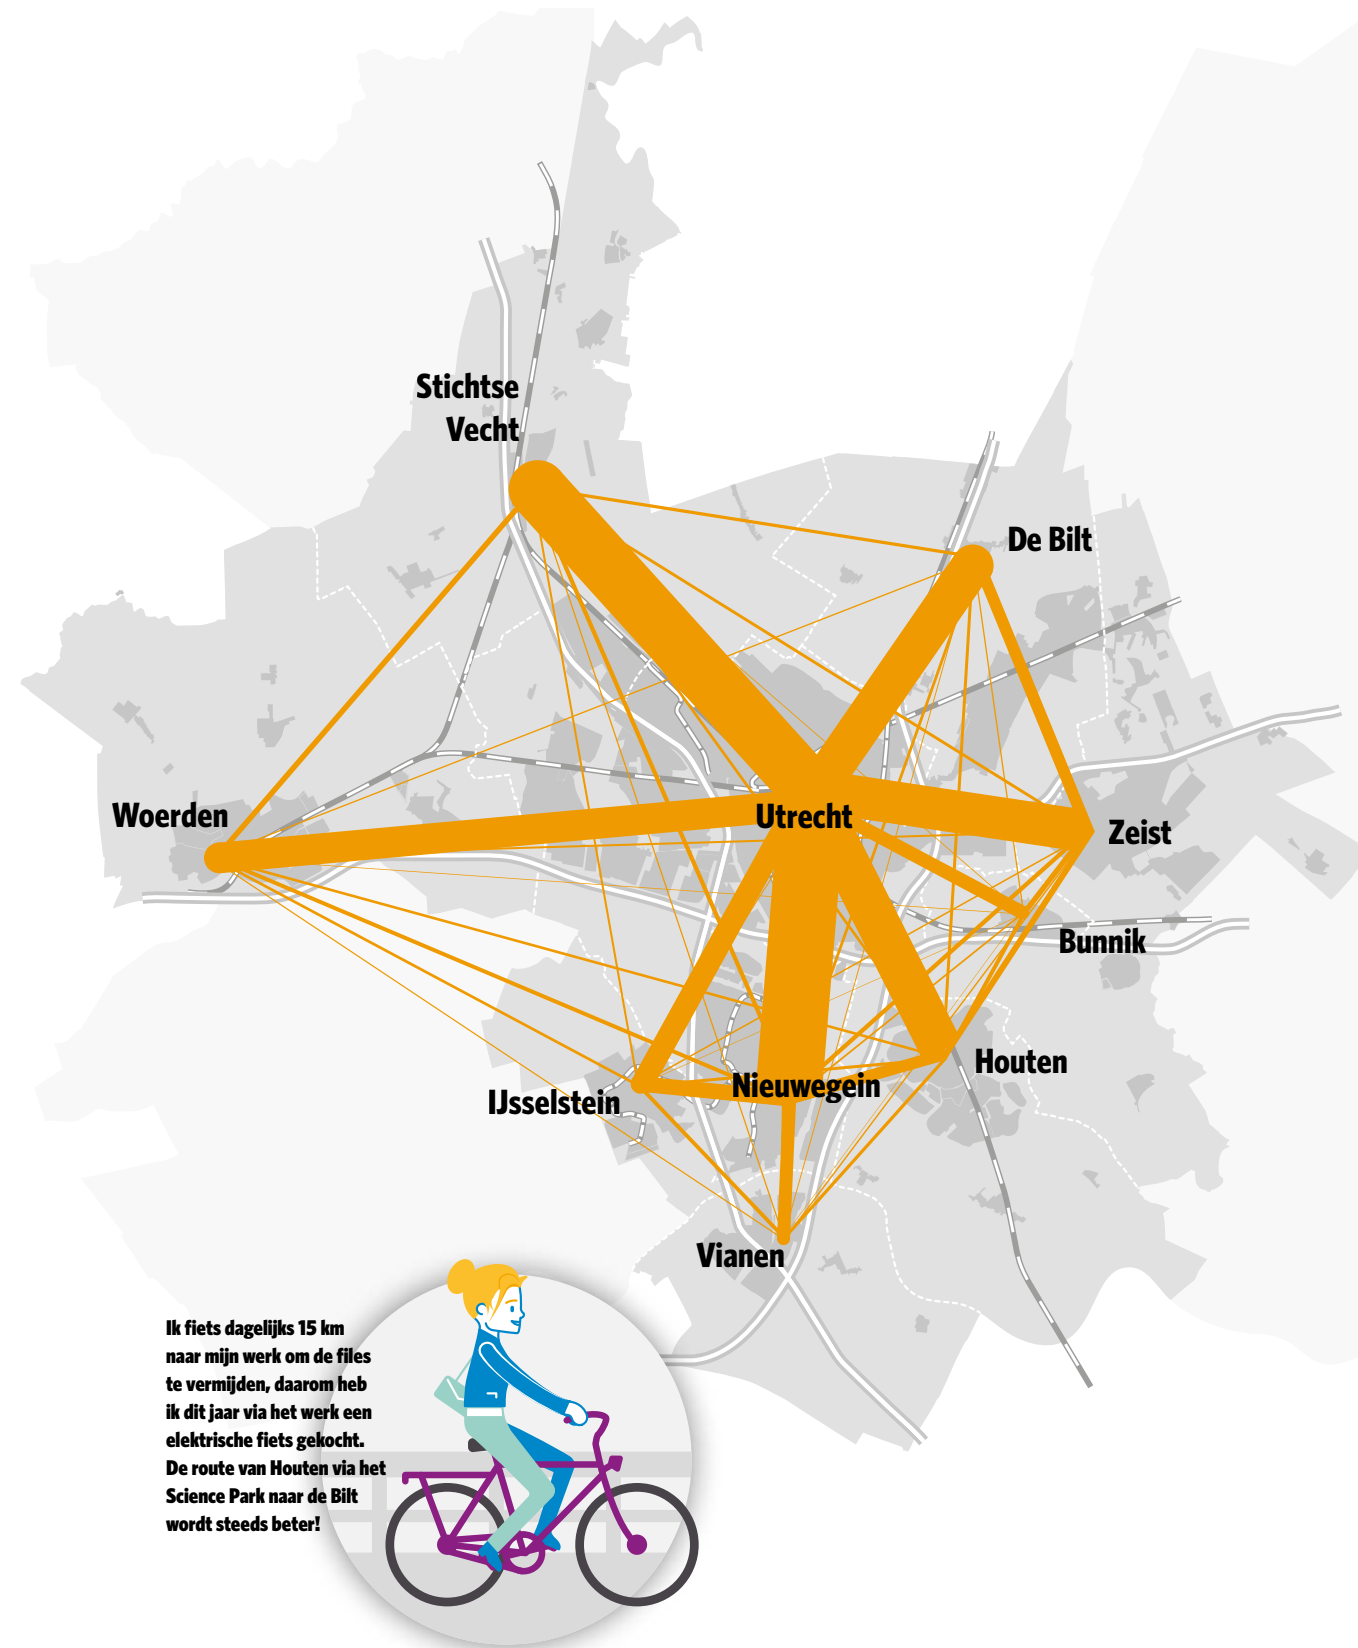 Stichtse
Vecht
De Bilt
Woerden
Utrecht
Zeist
Bunnik
Houten
Nieuwegein
IJsselstein
Vianen
Ik fiets dagelijks 15 km
naar mijn werk om de files
te vermijden, daarom heb
ik dit jaar via het werk een
elektrische fiets gekocht.
De route van Houten via het
Science Park naar de Bilt
wordt steeds beter!